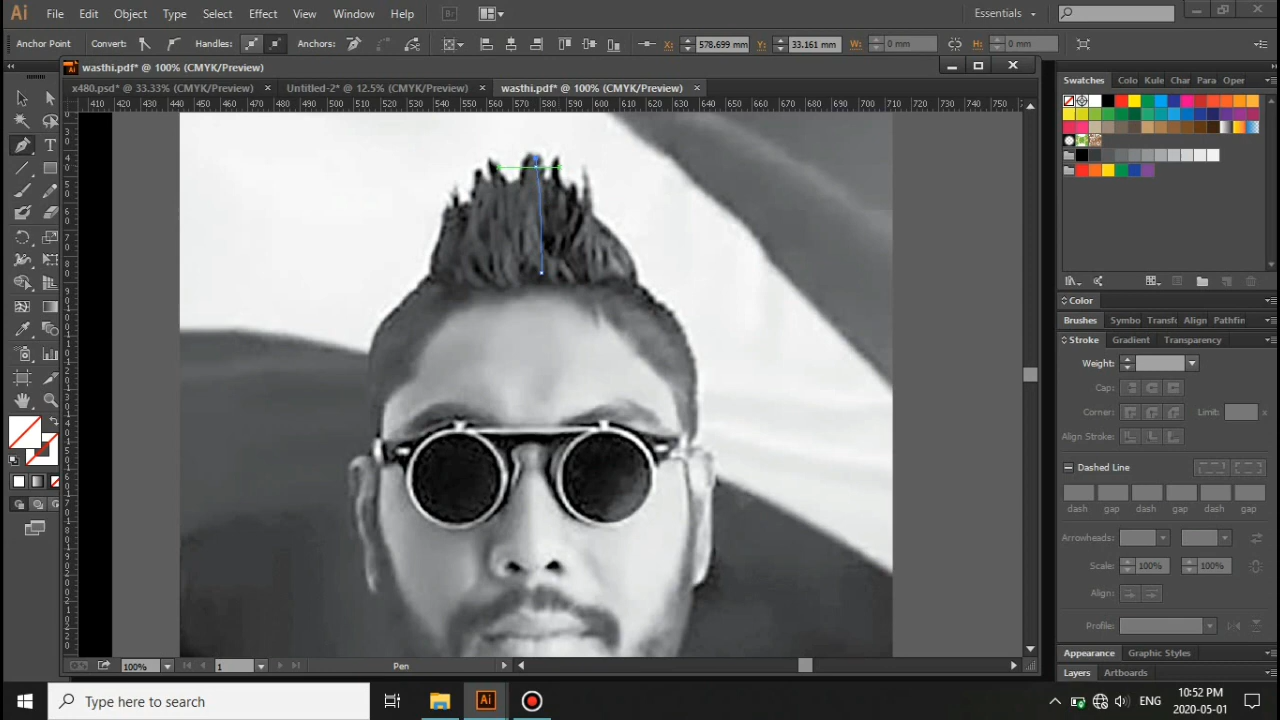 Ai File Edit Object Type Select Effect View Window Help Br Essentials
Anchor Point Convert: Handles: Anchors: X: 578.699 mm Y: 33.161 mm W: 0 mm H: 0 mm
wasthi.pdf* @ 100% (CMYK/Preview)
x480.psd* @ 33.33% (CMYK/Preview) × Untitled-2* @ 12.5% (CMYK/Preview) × wasthi.pdf* @ 100% (CMYK/Preview) ×
410 420 430 440 450 460 470 480 490 500 510 520 530 540 550 560 570 580 590 600 610 620 630 640 650 660 670 680 690 700 710 720 730 740 750
Swatches Colo Kule Char Para Oper
Color
Brushes Symbo Transfo Align Pathfin
Stroke Gradient Transparency
Weight:
Cap:
Corner: Limit: x
Align Stroke:
Dashed Line
dash gap dash gap dash gap
Arrowheads:
Scale: 100% 100%
Align:
Profile:
Appearance Graphic Styles
Layers Artboards
100% 1 Pen
Type here to search Ai ENG 10:52 PM
2020-05-01